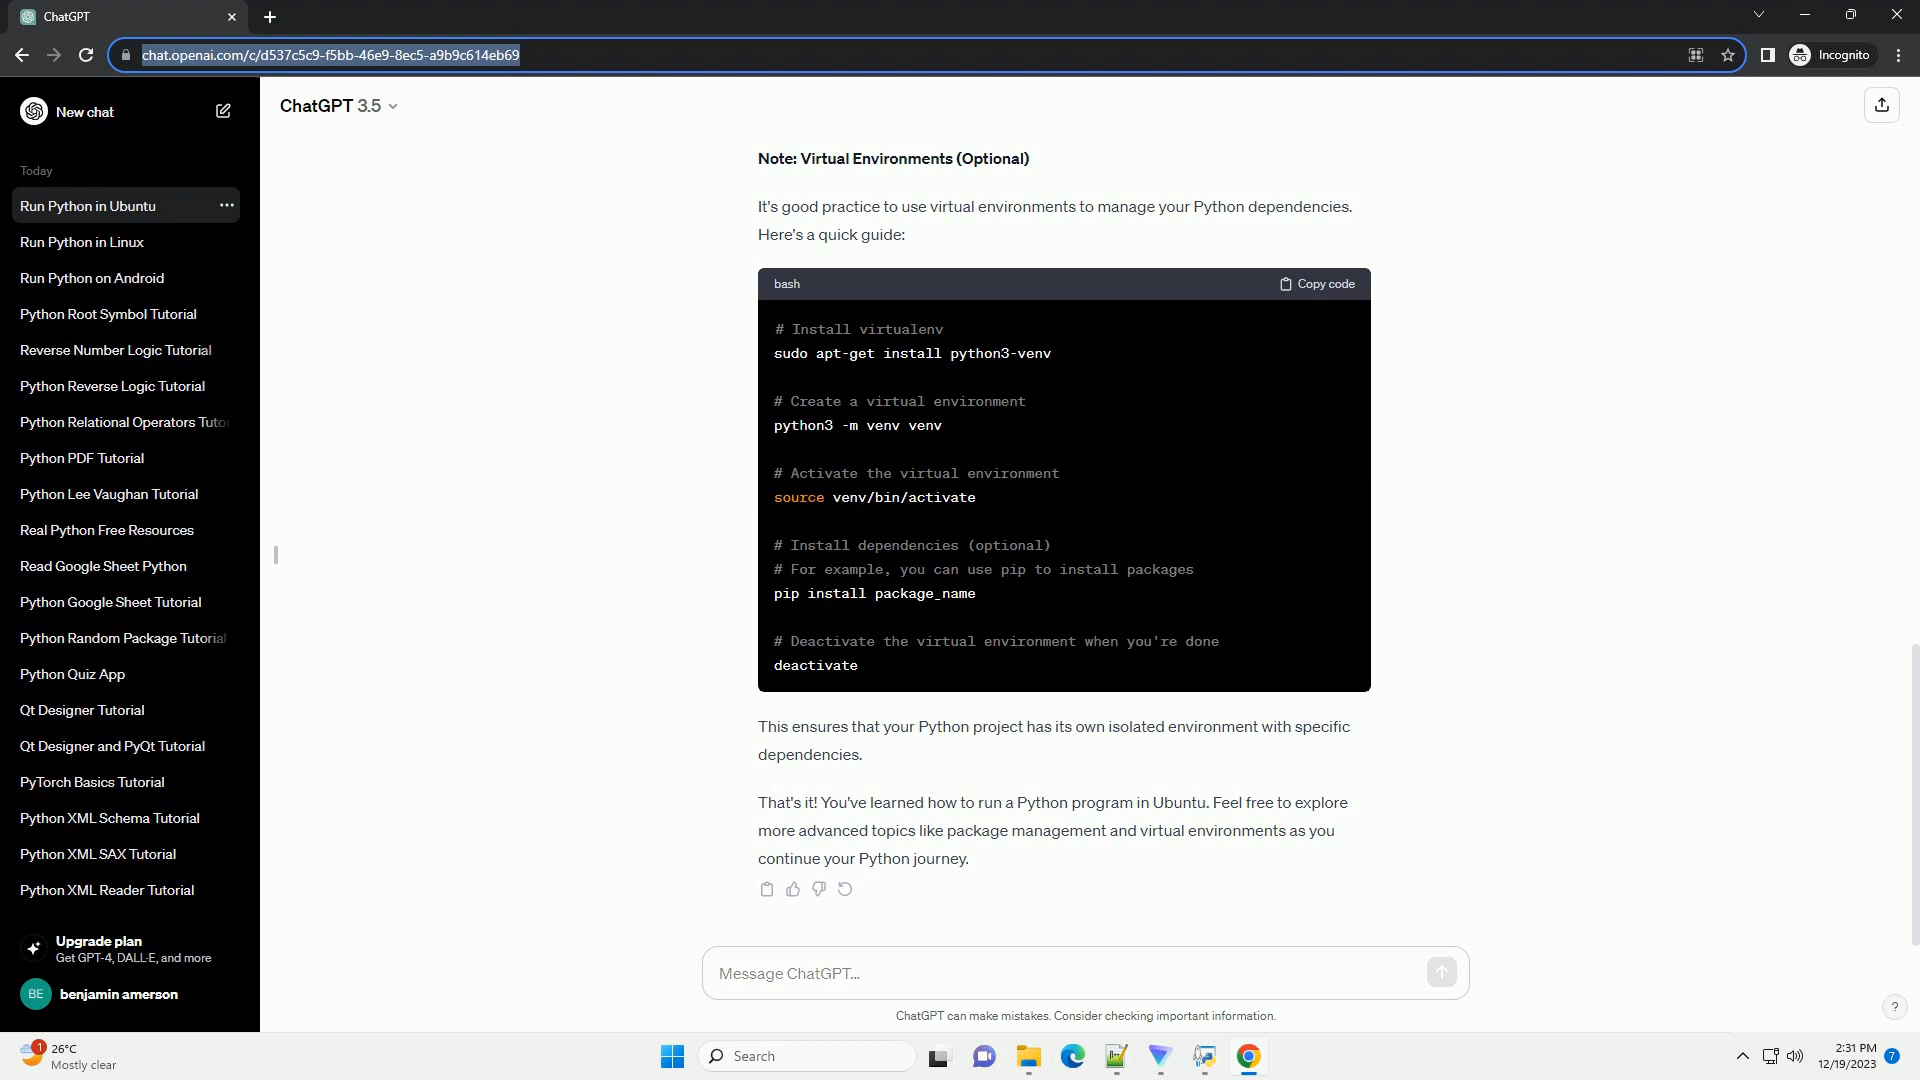 ChatGPT
chat.openai.com/c/d537c5c9-f5bb-46e9-8ec5-a9b9c614eb69
Incognito
New chat
ChatGPT 3.5
Today
Run Python in Ubuntu
Run Python in Linux
Run Python on Android
Python Root Symbol Tutorial
Reverse Number Logic Tutorial
Python Reverse Logic Tutorial
Python Relational Operators Tutor
Python PDF Tutorial
Python Lee Vaughan Tutorial
Real Python Free Resources
Read Google Sheet Python
Python Google Sheet Tutorial
Python Random Package Tutorial
Python Quiz App
Qt Designer Tutorial
Qt Designer and PyQt Tutorial
PyTorch Basics Tutorial
Python XML Schema Tutorial
Python XML SAX Tutorial
Python XML Reader Tutorial
Upgrade plan
Get GPT-4, DALL·E, and more
BE
benjamin amerson
Note: Virtual Environments (Optional)
It's good practice to use virtual environments to manage your Python dependencies.
Here's a quick guide:
bash
Copy code
# Install virtualenv
sudo apt-get install python3-venv
# Create a virtual environment
python3 -m venv venv
# Activate the virtual environment
source venv/bin/activate
# Install dependencies (optional)
# For example, you can use pip to install packages
pip install package_name
# Deactivate the virtual environment when you're done
deactivate
This ensures that your Python project has its own isolated environment with specific
dependencies.
That's it! You've learned how to run a Python program in Ubuntu. Feel free to explore
more advanced topics like package management and virtual environments as you
continue your Python journey.
Message ChatGPT...
ChatGPT can make mistakes. Consider checking important information.
?
1
26°C
Mostly clear
Search
2:31 PM
12/19/2023
7